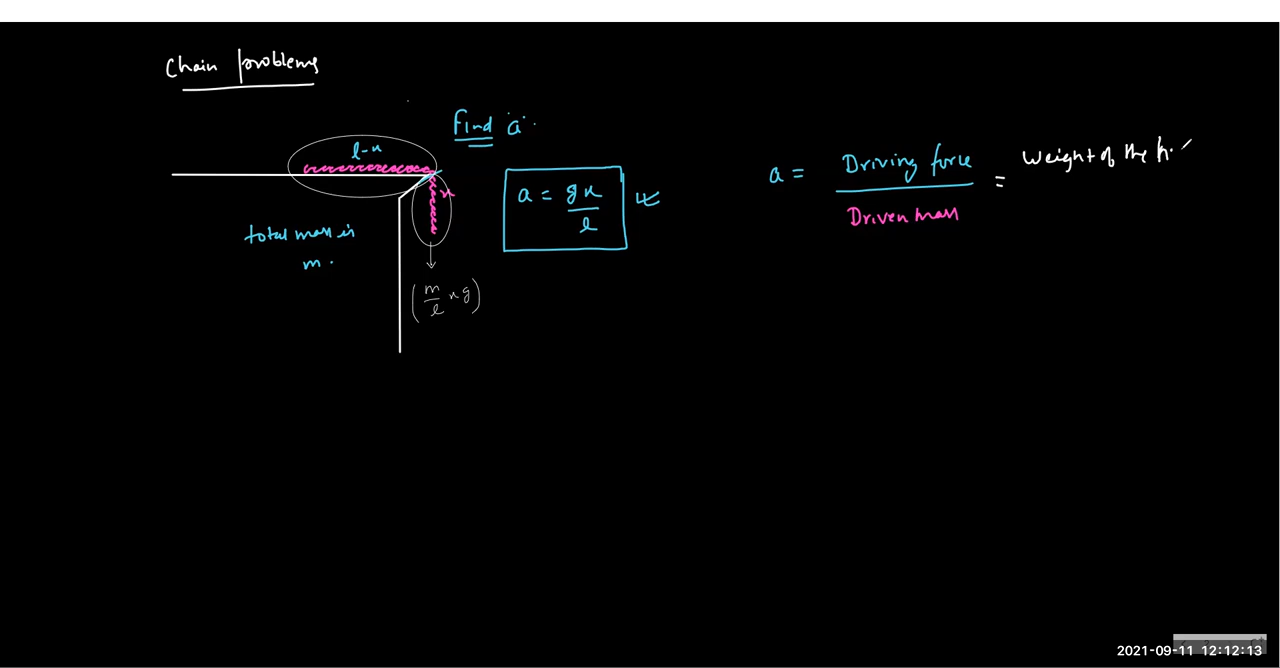 Chain problems
Find 'a'.
l-x
x
a = gx/l
total mass is
m.
(m/l xg)
a = Driving force / Driven mass = Weight of the h.
2021-09-11 12:12:13